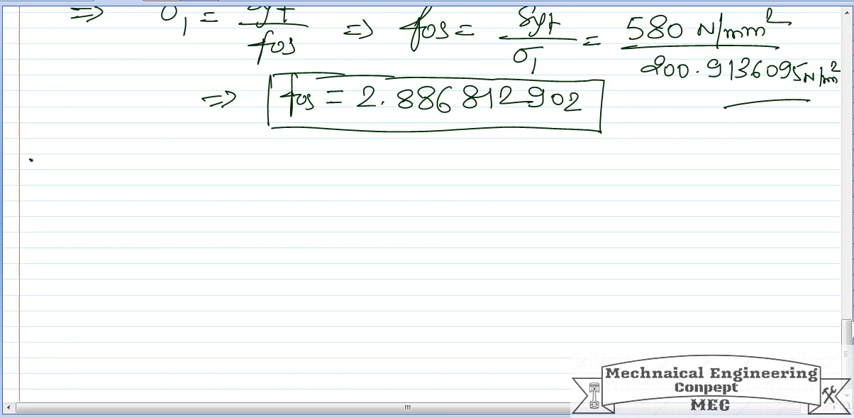 ⇒ σ₁ = Syt/fos ⇒ fos = Syt/σ₁ = 580 N/mm²/200.9136095 N/mm²
⇒ fos = 2.886812902
Mechnaical Engineering
Conpept
MEC